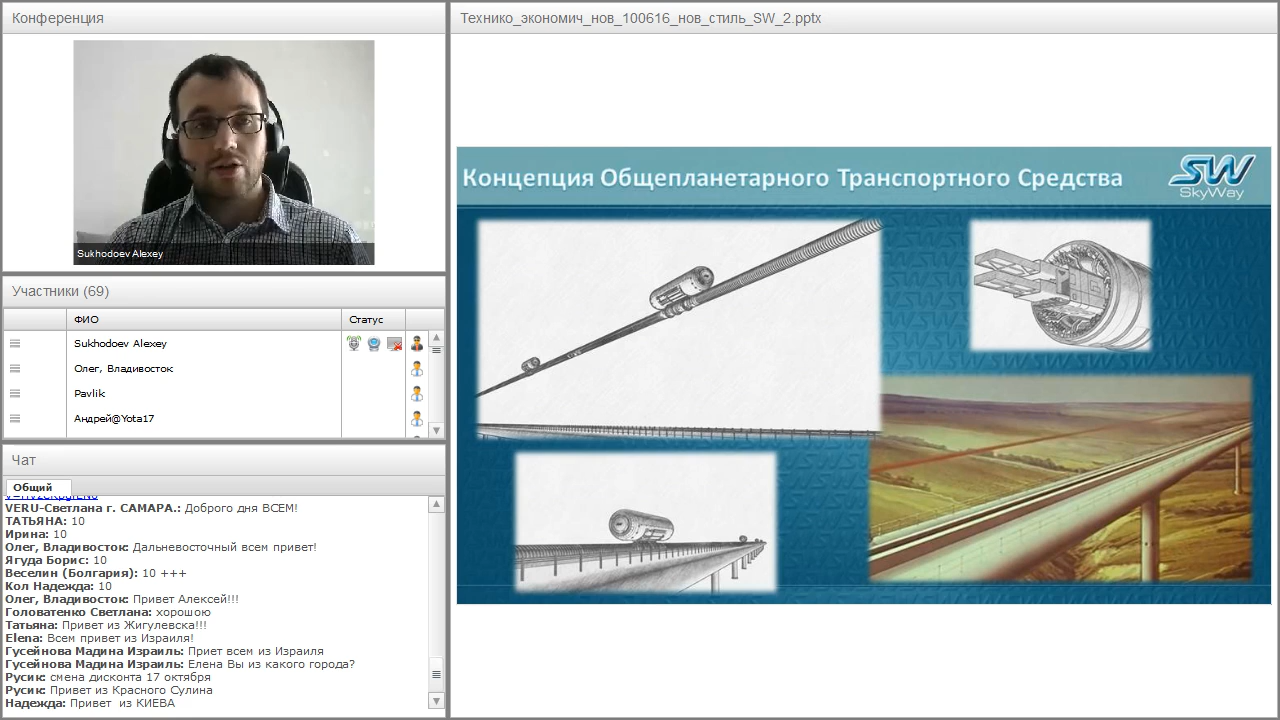 Конференция
Sukhodoev Alexey
Участники (69)
ФИО
Статус
Sukhodoev Alexey
Олег, Владивосток
Pavlik
Андрей@Yota17
Чат
Общий
VERU-Светлана г. САМАРА.: Доброго дня ВСЕМ!
ТАТЬЯНА: 10
Ирина: 10
Олег, Владивосток: Дальневосточный всем привет!
Ягуда Борис: 10
Веселин (Болгария): 10 +++
Кол Надежда: 10
Олег, Владивосток: Привет Алексей!!!
Головатенко Светлана: хорошою
Татьяна: Привет из Жигулевска!!!
Elena: Всем привет из Израиля!
Гусейнова Мадина Израиль: Приет всем из Израиля
Гусейнова Мадина Израиль: Елена Вы из какого города?
Русик: смена дисконта 17 октября
Русик: Привет из Красного Сулина
Надежда: Привет из КИЕВА
Технико_экономич_нов_100616_нов_стиль_SW_2.pptx
Концепция Общепланетарного Транспортного Средства
SW
SkyWay